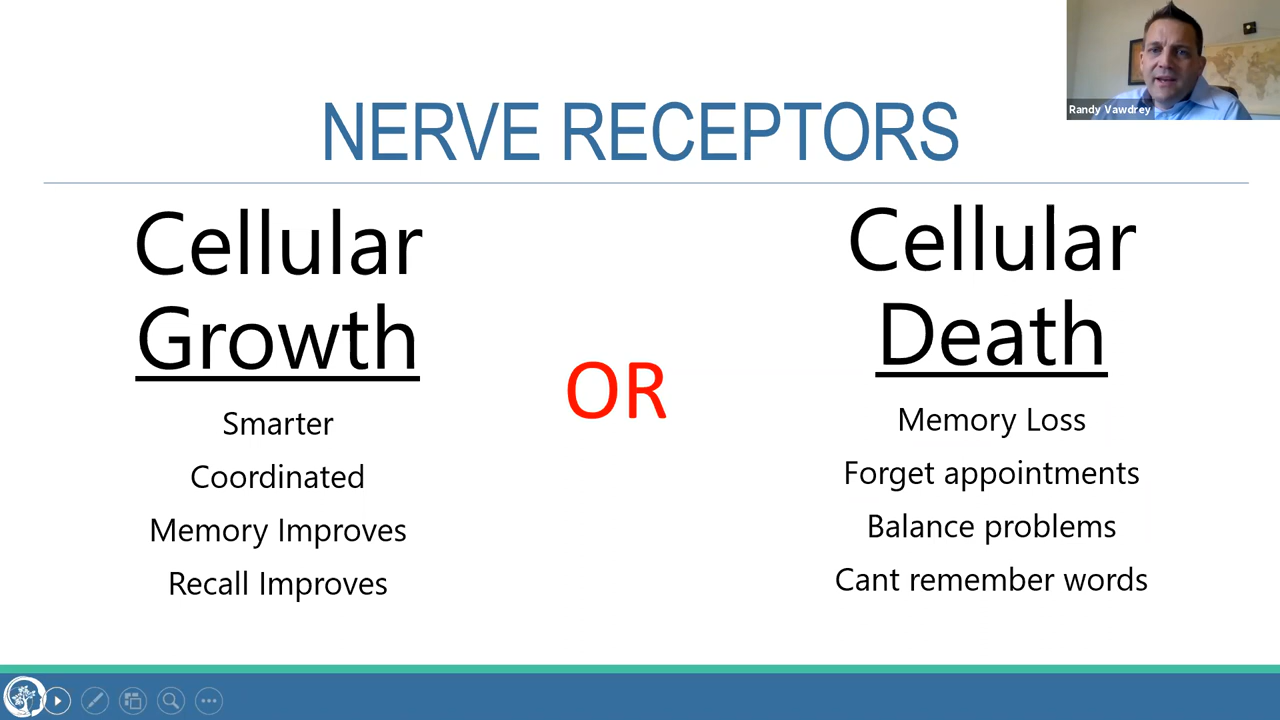 Randy Vawdrey
NERVE RECEPTORS
Cellular
Growth
Smarter
Coordinated
Memory Improves
Recall Improves
OR
Cellular
Death
Memory Loss
Forget appointments
Balance problems
Cant remember words